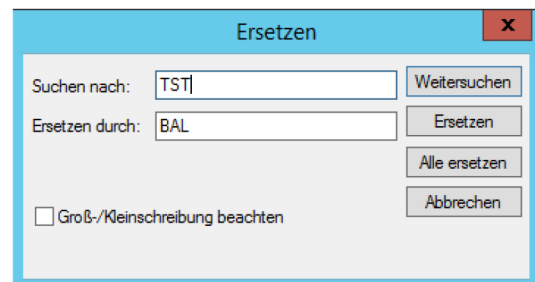 Ersetzen
x
Suchen nach: TST Weitersuchen
Ersetzen durch: BAL Ersetzen
Alle ersetzen
Abbrechen
Groß-/Kleinschreibung beachten